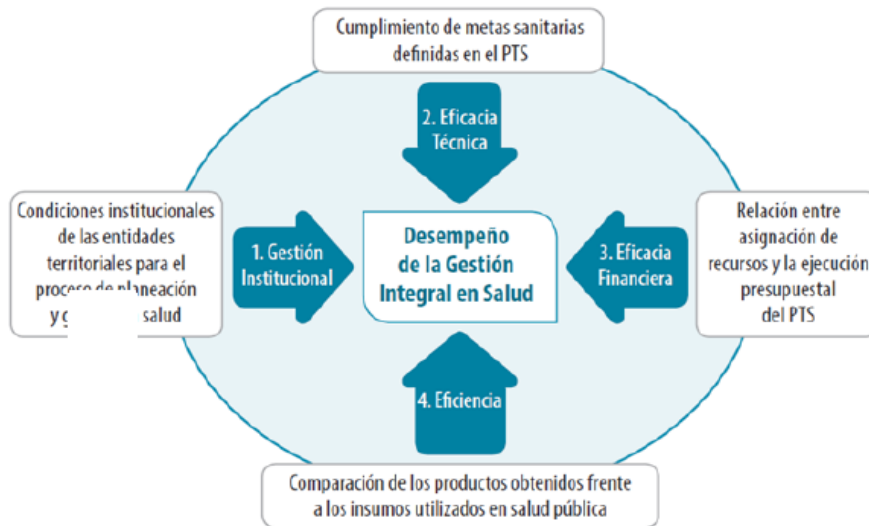 Cumplimiento de metas sanitarias
definidas en el PTS
2. Eficacia
Técnica
Condiciones institucionales
de las entidades
territoriales para el
proceso de planeación
y g salud
1. Gestión
Institucional
Desempeño
de la Gestión
Integral en Salud
3. Eficacia
Financiera
Relación entre
asignación de
recursos y la ejecución
presupuestal
del PTS
4. Eficiencia
Comparación de los productos obtenidos frente
a los insumos utilizados en salud pública